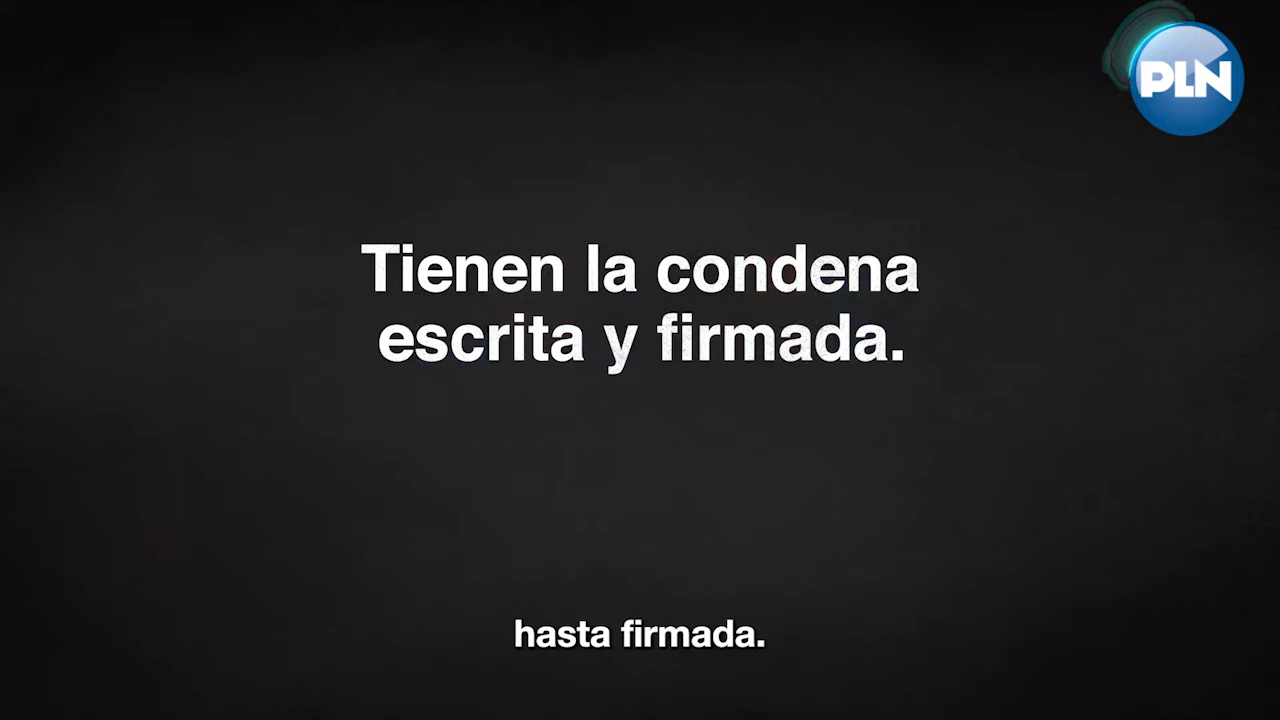 PLN
Tienen la condena
escrita y firmada.
hasta firmada.